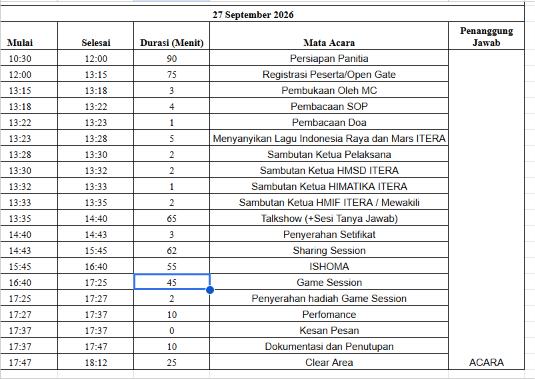 27 September 2026
Mulai Selesai Durasi (Menit) Mata Acara Penanggung Jawab
10:30 12:00 90 Persiapan Panitia
12:00 13:15 75 Registrasi Peserta/Open Gate
13:15 13:18 3 Pembukaan Oleh MC
13:18 13:22 4 Pembacaan SOP
13:22 13:23 1 Pembacaan Doa
13:23 13:28 5 Menyanyikan Lagu Indonesia Raya dan Mars ITERA
13:28 13:30 2 Sambutan Ketua Pelaksana
13:30 13:32 2 Sambutan Ketua HMSD ITERA
13:32 13:33 1 Sambutan Ketua HIMATIKA ITERA
13:33 13:35 2 Sambutan Ketua HMIF ITERA / Mewakili
13:35 14:40 65 Talkshow (+Sesi Tanya Jawab)
14:40 14:43 3 Penyerahan Setifikat
14:43 15:45 62 Sharing Session
15:45 16:40 55 ISHOMA
16:40 17:25 45 Game Session
17:25 17:27 2 Penyerahan hadiah Game Session
17:27 17:37 10 Perfomance
17:37 17:37 0 Kesan Pesan
17:37 17:47 10 Dokumentasi dan Penutupan
17:47 18:12 25 Clear Area ACARA